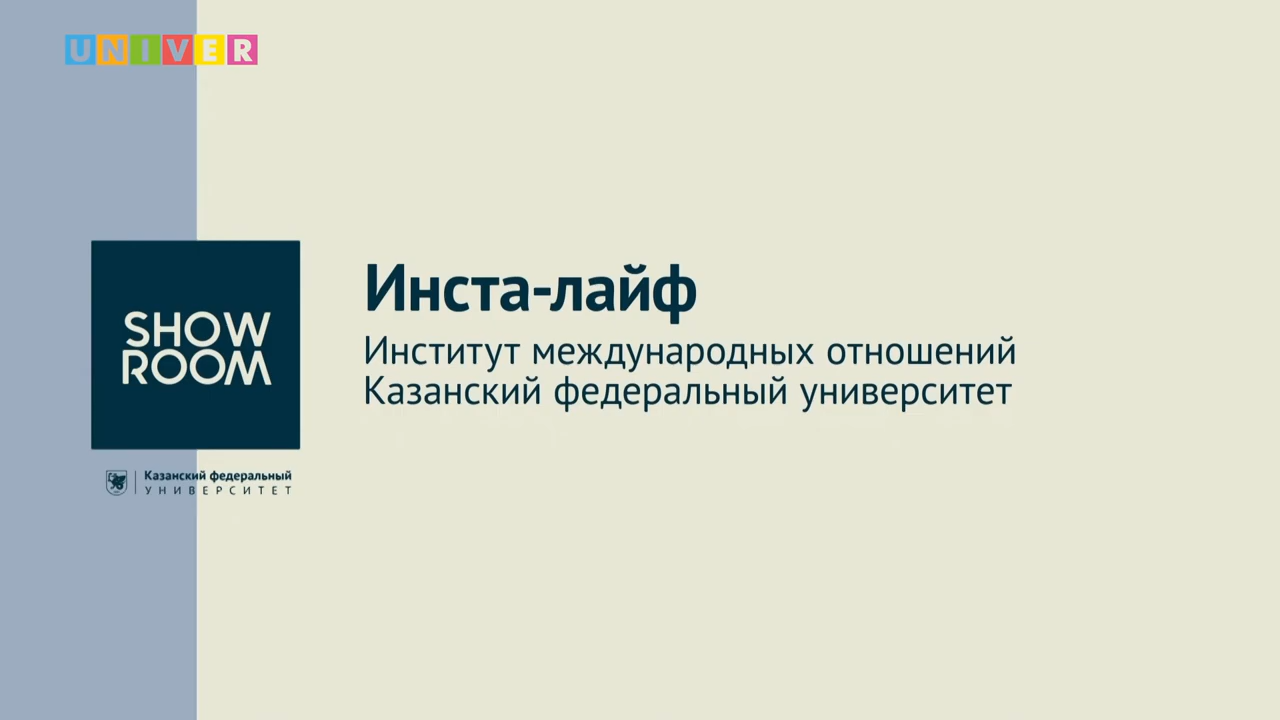 UNIVER
SHOW
ROOM
Инста-лайф
Институт международных отношений
Казанский федеральный университет
Казанский федеральный
УНИВЕРСИТЕТ